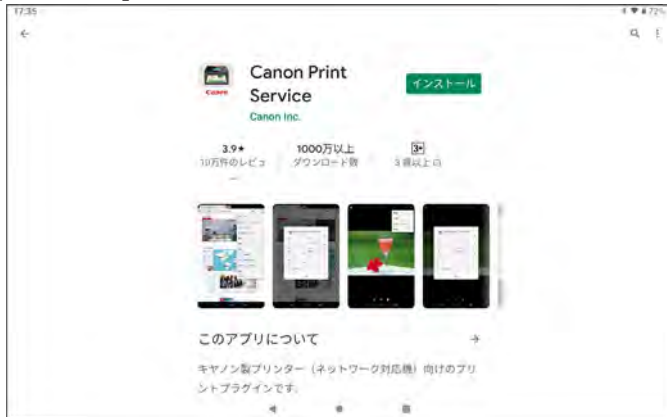 17:35
72%
Canon Print
Service
Canon Inc.
インストール
Canon
3.9★
10万件のレビュ
1000万以上
ダウンロード数
3+
3 歳以上
このアプリについて
キヤノン製プリンター（ネットワーク対応機）向けのプリ
ントプラグインです。